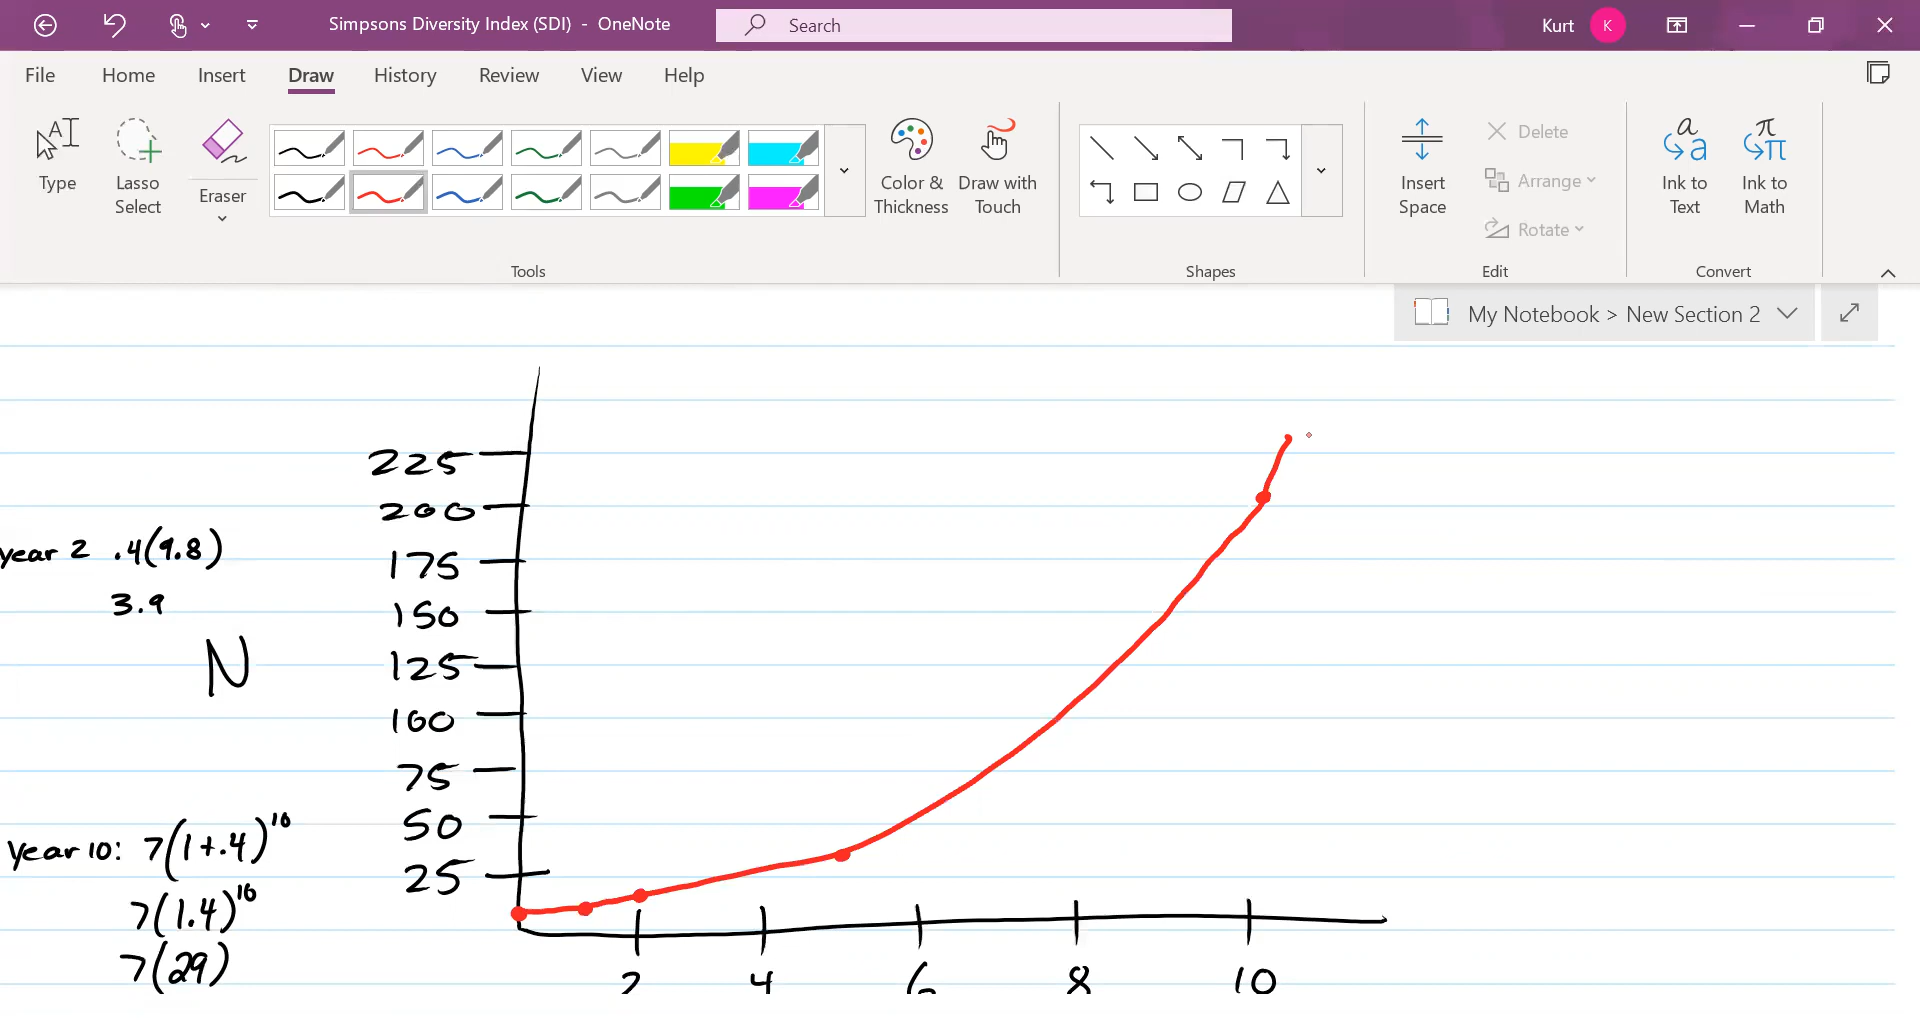 Simpsons Diversity Index (SDI) - OneNote
Search
Kurt
K
File Home Insert Draw History Review View Help
Type
Lasso Select
Eraser
Color & Thickness
Draw with Touch
Insert Space
Delete
Arrange
Rotate
Ink to Text
Ink to Math
Tools
Shapes
Edit
Convert
My Notebook > New Section 2
225
200
175
150
125
100
75
50
25
year 2 .4(9.8)
3.9
N
year 10: 7(1+.4)^10
7(1.4)^10
7(29)
2 4 6 8 10